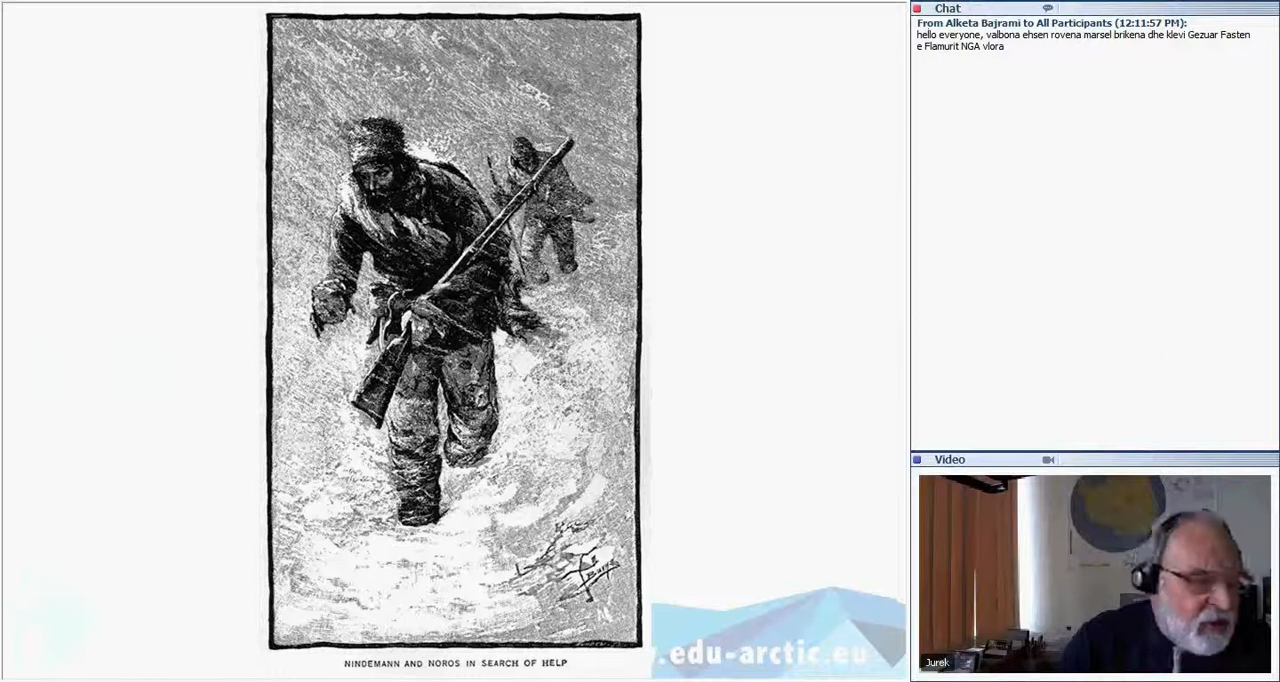 NINDEMANN AND NOROS IN SEARCH OF HELP
.edu-arctic.eu
Chat
From Alketa Bajrami to All Participants (12:11:57 PM):
hello everyone, valbona ehsen rovena marsel brikena dhe klevi Gezuar Fasten
e Flamurit NGA vlora
Video
Jurek